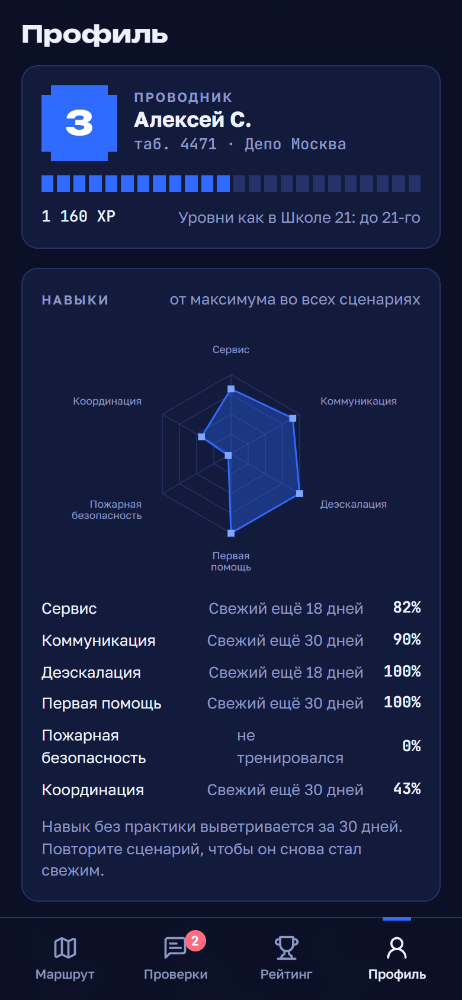 Профиль
3
ПРОВОДНИК
Алексей С.
таб. 4471 · Депо Москва
1 160 XP
Уровни как в Школе 21: до 21-го
НАВЫКИ
от максимума во всех сценариях
Сервис
Координация
Коммуникация
Пожарная
безопасность
Деэскалация
Первая
помощь
Сервис Свежий ещё 18 дней 82%
Коммуникация Свежий ещё 30 дней 90%
Деэскалация Свежий ещё 18 дней 100%
Первая помощь Свежий ещё 30 дней 100%
Пожарная
безопасность
не
тренировался
0%
Координация Свежий ещё 30 дней 43%
Навык без практики выветривается за 30 дней.
Повторите сценарий, чтобы он снова стал
свежим.
2
Маршрут Проверки Рейтинг Профиль